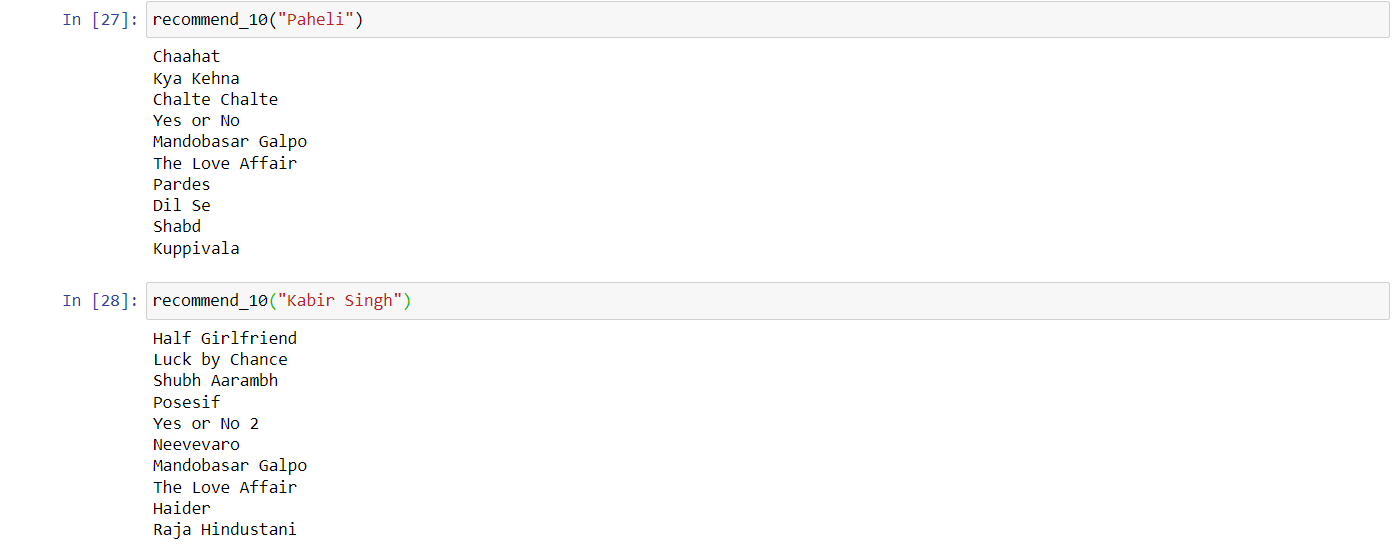 In [27]: recommend_10("Paheli")
Chaahat
Kya Kehna
Chalte Chalte
Yes or No
Mandobasar Galpo
The Love Affair
Pardes
Dil Se
Shabd
Kuppivala
In [28]: recommend_10("Kabir Singh")
Half Girlfriend
Luck by Chance
Shubh Aarambh
Posesif
Yes or No 2
Neevevaro
Mandobasar Galpo
The Love Affair
Haider
Raja Hindustani